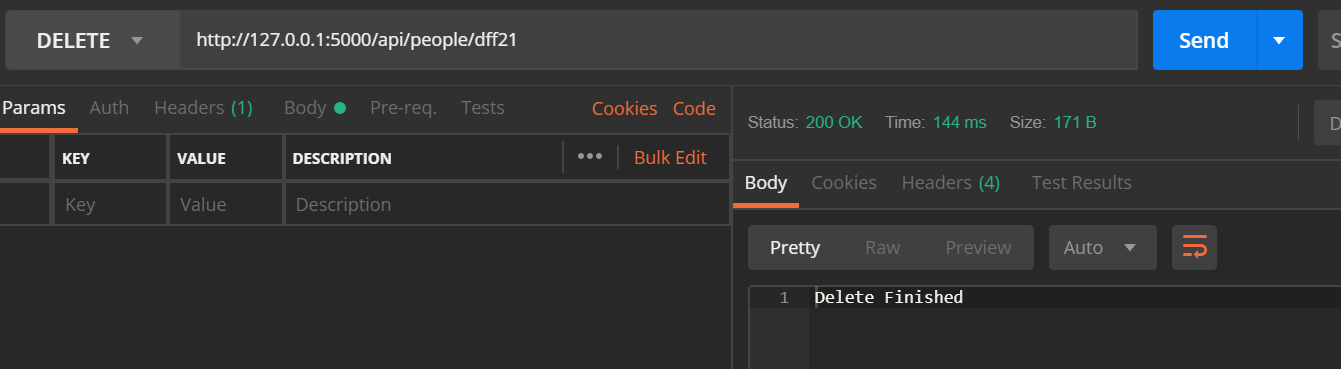 DELETE http://127.0.0.1:5000/api/people/dff21 Send S
Params Auth Headers (1) Body Pre-req. Tests Cookies Code
KEY VALUE DESCRIPTION ••• Bulk Edit
Key Value Description
Status: 200 OK Time: 144 ms Size: 171 B D
Body Cookies Headers (4) Test Results
Pretty Raw Preview Auto
1 Delete Finished